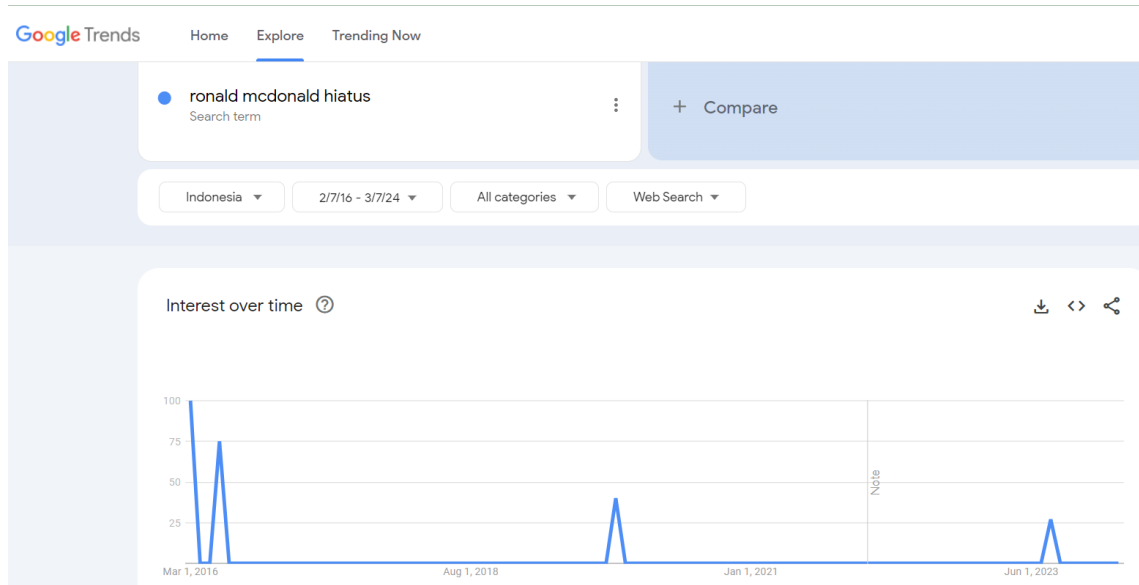 Google Trends Home Explore Trending Now
ronald mcdonald hiatus
Search term
+ Compare
Indonesia 2/7/16 - 3/7/24 All categories Web Search
Interest over time
100
75
50
25
Note
Mar 1, 2016 Aug 1, 2018 Jan 1, 2021 Jun 1, 2023